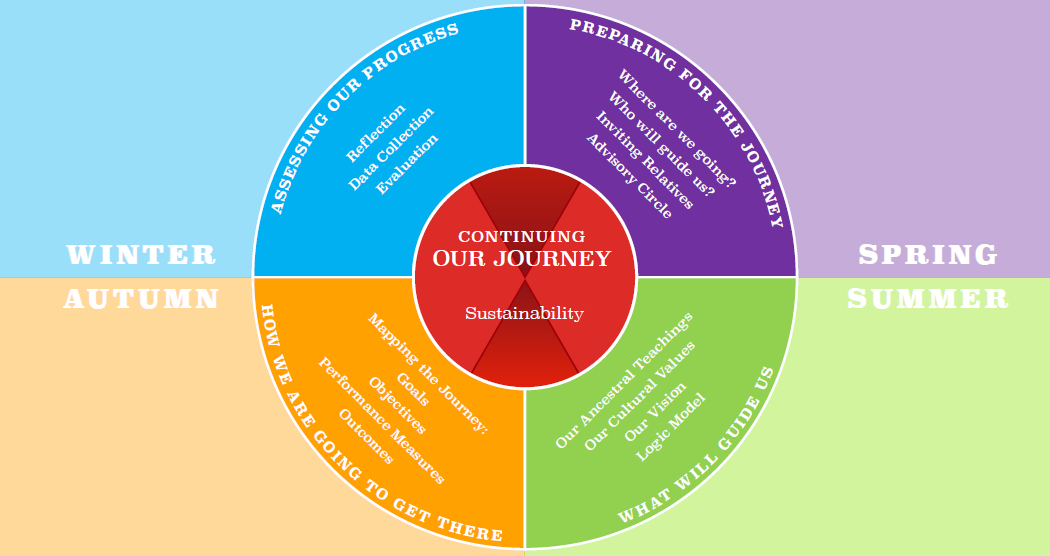 ASSESSING OUR PROGRESS
Reflection
Data Collection
Evaluation
PREPARING FOR THE JOURNEY
Where are we going?
Who will guide us?
Inviting Relatives
Advisory Circle
WINTER
SPRING
CONTINUING
OUR JOURNEY
Sustainability
AUTUMN
SUMMER
HOW WE ARE GOING TO GET THERE
Mapping the Journey:
Goals
Objectives
Performance Measures
Outcomes
Our Ancestral Teachings
Our Cultural Values
Our Vision
Logic Model
WHAT WILL GUIDE US